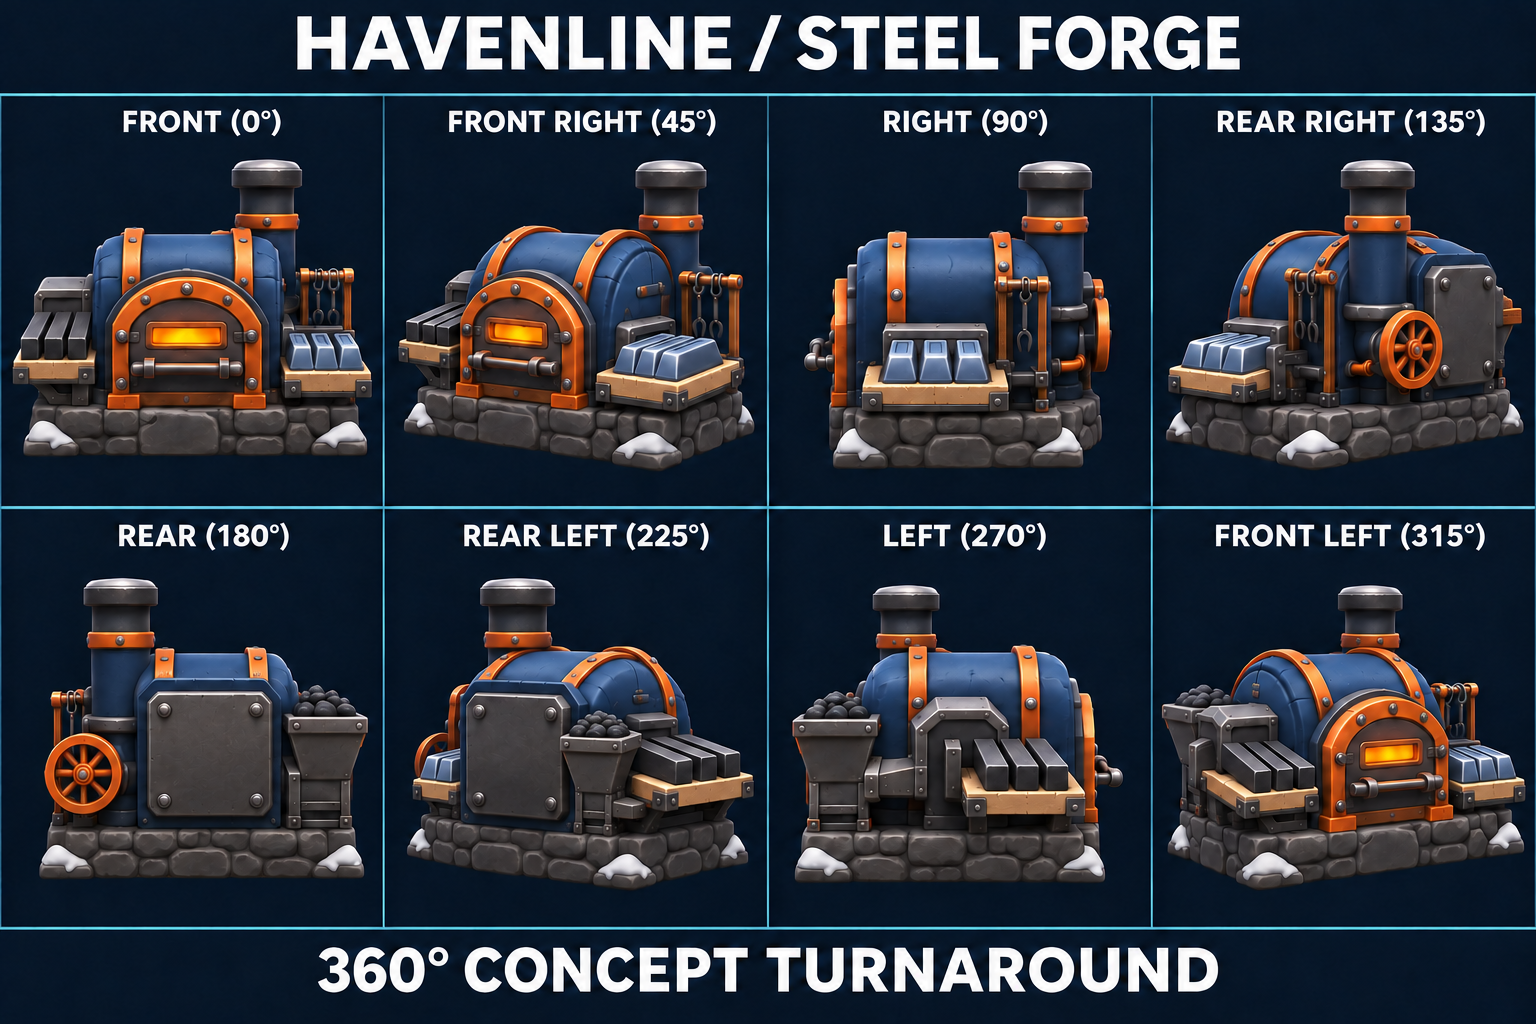 HAVENLINE / STEEL FORGE
FRONT (0°)
FRONT RIGHT (45°)
RIGHT (90°)
REAR RIGHT (135°)
REAR (180°)
REAR LEFT (225°)
LEFT (270°)
FRONT LEFT (315°)
360° CONCEPT TURNAROUND